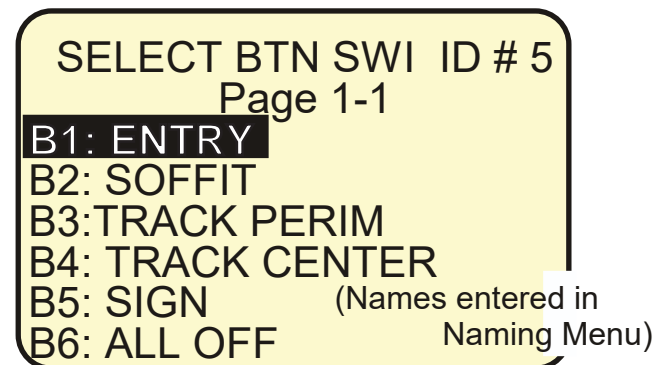 SELECT BTN SWI ID # 5
Page 1-1
B1: ENTRY
B2: SOFFIT
B3:TRACK PERIM
B4: TRACK CENTER
B5: SIGN (Names entered in
B6: ALL OFF Naming Menu)